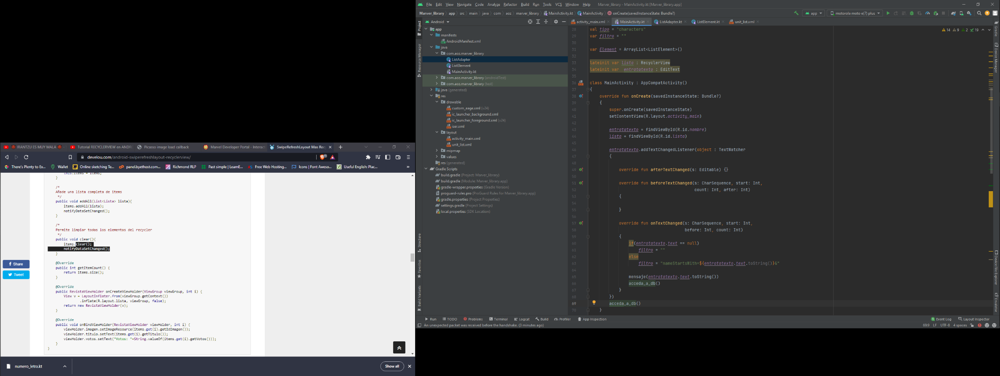 IRANTZU ES MUY MALA
Tutorial RECYCLERVIEW en ANDRO
Picasso image load callback
Marvel Developer Portal - Interact
SwipeRefreshLayout Mas Recy
develou.com/android-swiperefreshlayout-recyclerview/
There's Plenty to Ex...
Wallet
Online sketching Te...
panel.byethost.com...
Richmond RLP
Past simple | LearnE...
Free Web Hosting...
Icons | Font Aweso...
Useful English: Plac...
»
this.items = items;
}
/*
Añade una lista completa de items
*/
public void addAll(List<Lista> lista){
items.addAll(lista);
notifyDataSetChanged();
}
/*
Permite limpiar todos los elementos del recycler
*/
public void clear(){
items.clear();
notifyDataSetChanged();
}
@Override
public int getItemCount() {
return items.size();
}
@Override
public RevistaViewHolder onCreateViewHolder(ViewGroup viewGroup, int i) {
View v = LayoutInflater.from(viewGroup.getContext())
.inflate(R.layout.lista, viewGroup, false);
return new RevistaViewHolder(v);
}
@Override
public void onBindViewHolder(RevistaViewHolder viewHolder, int i) {
viewHolder.imagen.setImageResource(items.get(i).getIdImagen());
viewHolder.titulo.setText(items.get(i).getTitulo());
viewHolder.votos.setText("Votos: "+String.valueOf(items.get(i).getVotos()));
}
}
Share
Tweet
numero_letra.kt
Show all
File Edit View Navigate Code Analyze Refactor Build Run Tools VCS Window Help Marver_library - MainActivity.kt [Marver_library.app]
Marver_library app src main java com aoz marver_library MainActivity.kt MainActivity onCreate(savedInstanceState: Bundle?)
app
motorola moto e(7) plus
Android
activity_main.xml
MainActivity.kt
ListAdapter.kt
ListElement.kt
unit_list.xml
Project
Resource Manager
Structure
Favorites
Build Variants
app
manifests
AndroidManifest.xml
java
com.aoz.marver_library
ListAdapter
ListElement
MainActivity.kt
com.aoz.marver_library (androidTest)
com.aoz.marver_library (test)
java (generated)
res
drawable
custom_eage.xml (v24)
ic_launcher_background.xml
ic_launcher_foreground.xml (v24)
iser.xml
layout
activity_main.xml
unit_list.xml
mipmap
values
res (generated)
Gradle Scripts
build.gradle (Project: Marver_library)
build.gradle (Module: Marver_library.app)
gradle-wrapper.properties (Gradle Version)
proguard-rules.pro (ProGuard Rules for Marver_library.app)
gradle.properties (Project Properties)
settings.gradle (Project Settings)
local.properties (SDK Location)
14 9 2 19
28 val tipo = "characters"
29 var filtro = ""
30
31 var Element = ArrayList<ListElement>()
32
33 lateinit var lista : RecyclerView
34 lateinit var entratatexto : EditText
35
36 class MainActivity : AppCompatActivity()
37 {
38 override fun onCreate(savedInstanceState: Bundle?)
39 {
40 super.onCreate(savedInstanceState)
41 setContentView(R.layout.activity_main)
42
43 entratatexto = findViewById(R.id.nombre)
44 lista = findViewById(R.id.lista)
45
46 entratatexto.addTextChangedListener(object : TextWatcher
47 {
48
49 override fun afterTextChanged(s: Editable) {}
50
51 override fun beforeTextChanged(s: CharSequence, start: Int,
52 count: Int, after: Int)
53 {
54
55 }
56
57 override fun onTextChanged(s: CharSequence, start: Int,
58 before: Int, count: Int)
59 {
60 if(entratatexto.text == null)
61 filtro = ""
62 else
63 filtro = "nameStartsWith=${entratatexto.text.toString()}&"
64
65 mensaje(entratatexto.text.toString())
66 acceda_a_db()
67 }
68 })
69 acceda_a_db()
70 }
Gradle
Device Manager
Device File Explorer
Emulator
Run
TODO
Problems
Terminal
Logcat
Build
Profiler
App Inspection
1 Event Log
Layout Inspector
An unexpected packet was received before the handshake. (3 minutes ago)
69:9 LF UTF-8 4 spaces